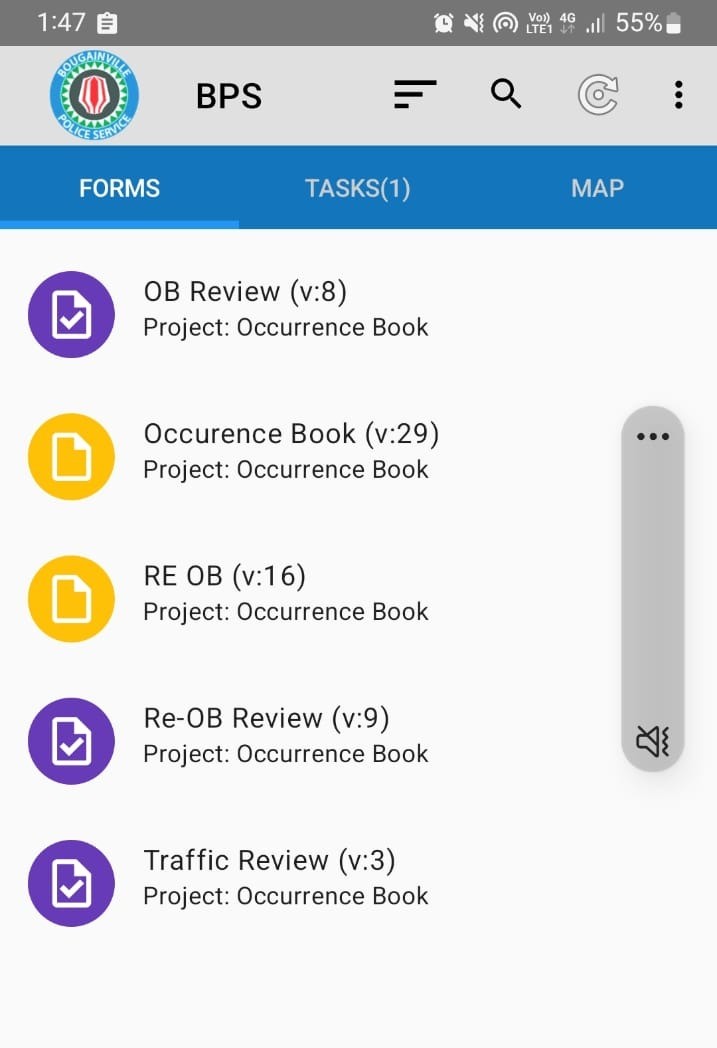 1:47
Vo)) 4G
LTE1
55%
BOUGAINVILLE
POLICE SERVICE
BPS
FORMS
TASKS(1)
MAP
OB Review (v:8)
Project: Occurrence Book
Occurence Book (v:29)
Project: Occurrence Book
RE OB (v:16)
Project: Occurrence Book
Re-OB Review (v:9)
Project: Occurrence Book
Traffic Review (v:3)
Project: Occurrence Book